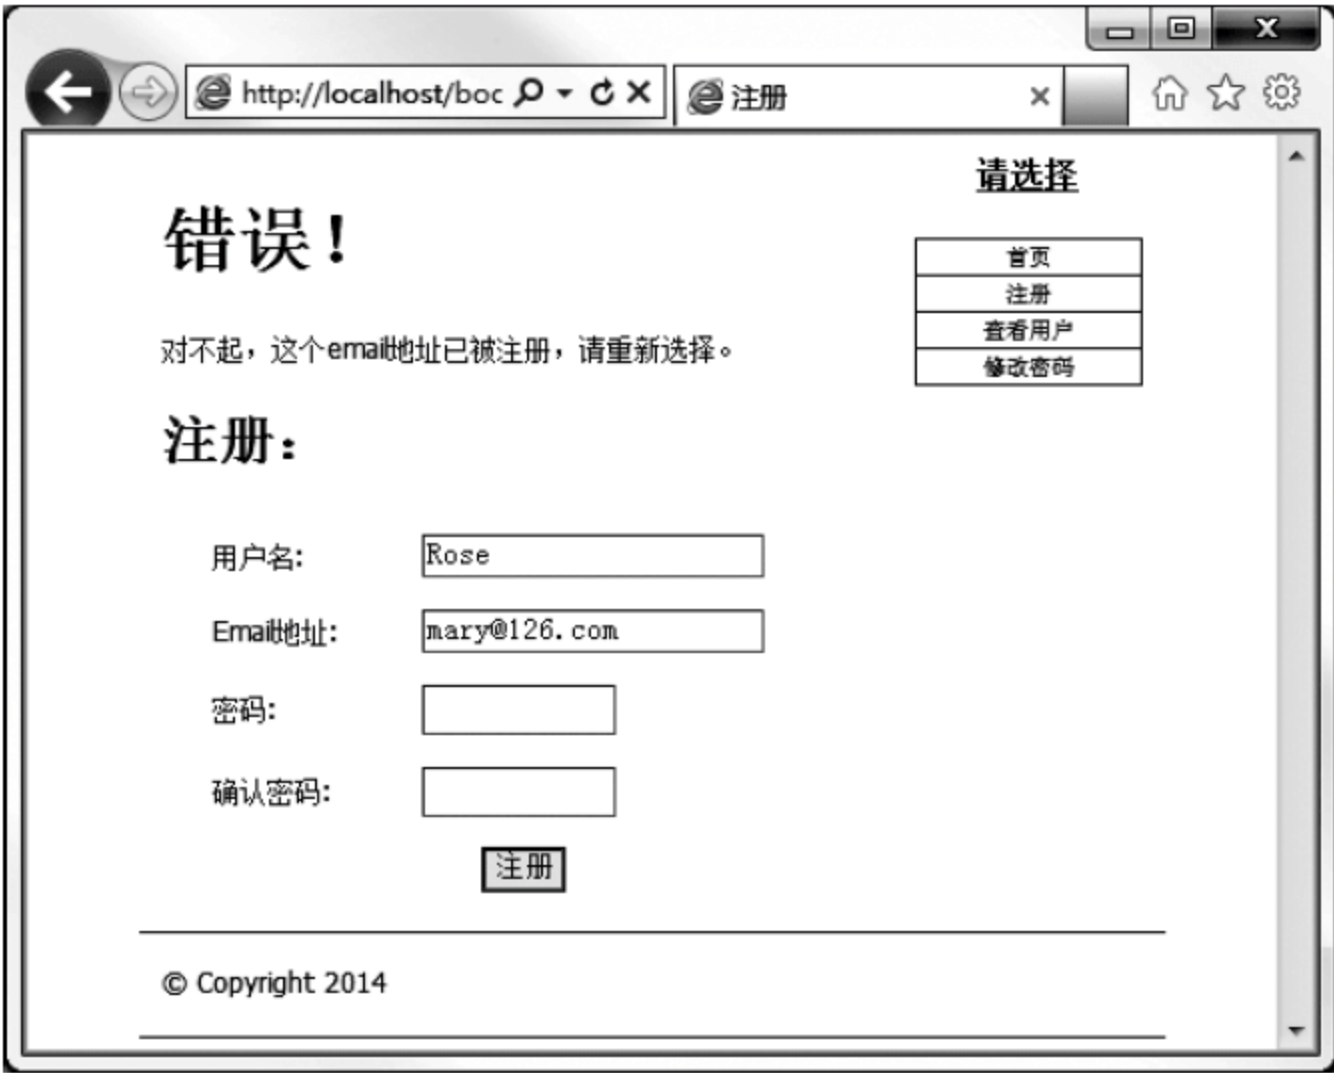 http://localhost/boc
注册
请选择
首页
注册
查看用户
修改密码
错误！
对不起，这个email地址已被注册，请重新选择。
注册：
用户名: Rose
Email地址: mary@126.com
密码:
确认密码:
注册
© Copyright 2014